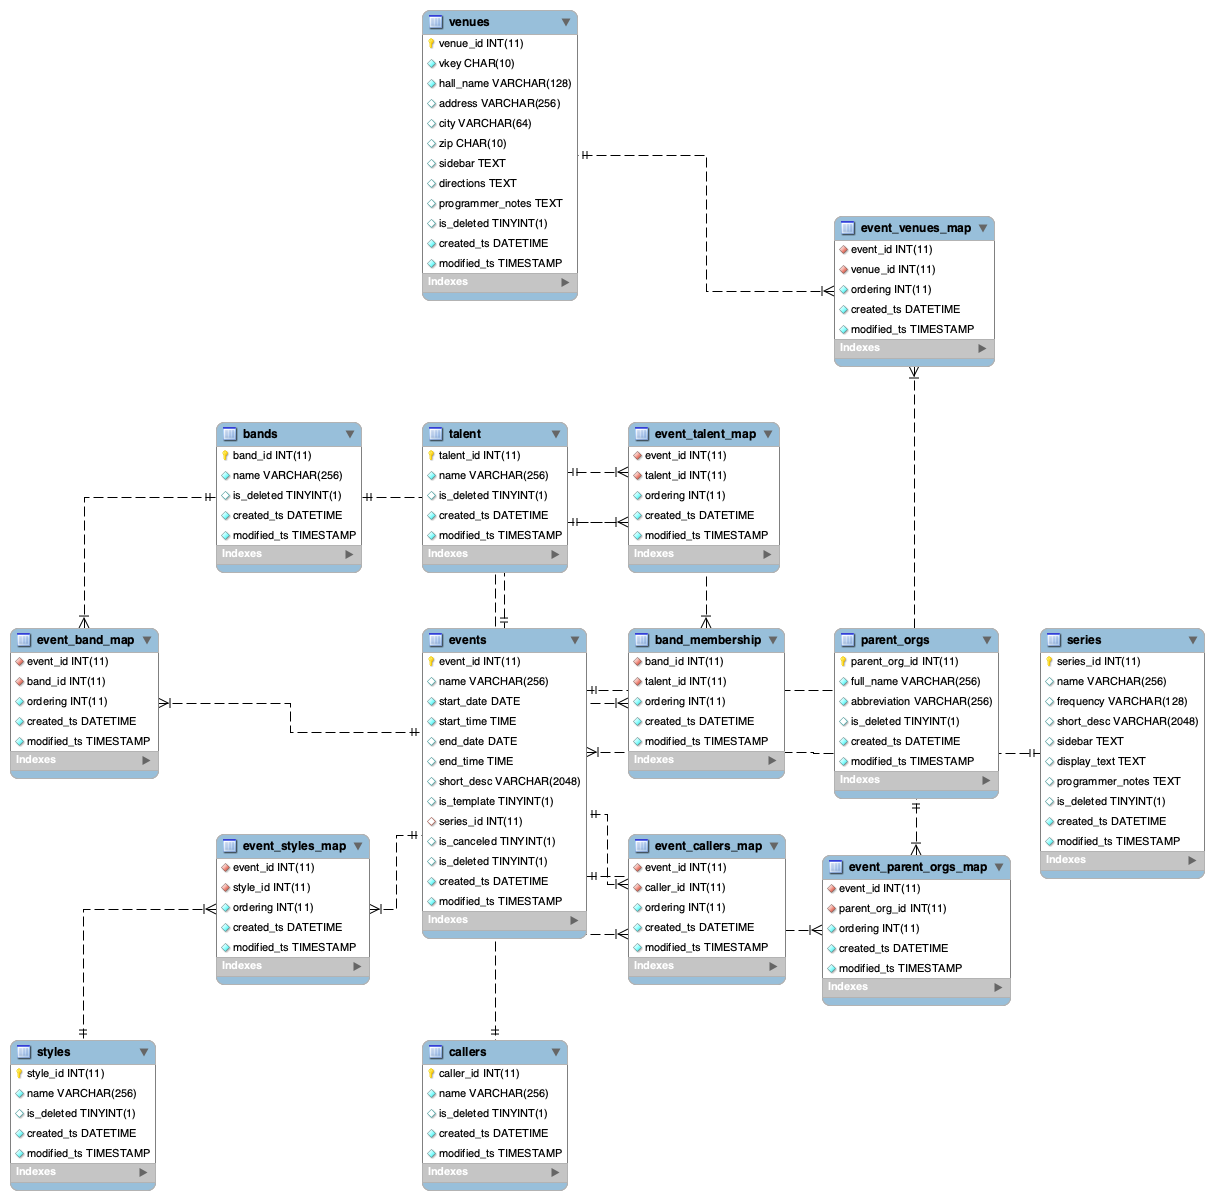 venues
venue_id INT(11)
vkey CHAR(10)
hall_name VARCHAR(128)
address VARCHAR(256)
city VARCHAR(64)
zip CHAR(10)
sidebar TEXT
directions TEXT
programmer_notes TEXT
is_deleted TINYINT(1)
created_ts DATETIME
modified_ts TIMESTAMP
Indexes
event_venues_map
event_id INT(11)
venue_id INT(11)
ordering INT(11)
created_ts DATETIME
modified_ts TIMESTAMP
Indexes
bands
band_id INT(11)
name VARCHAR(256)
is_deleted TINYINT(1)
created_ts DATETIME
modified_ts TIMESTAMP
Indexes
talent
talent_id INT(11)
name VARCHAR(256)
is_deleted TINYINT(1)
created_ts DATETIME
modified_ts TIMESTAMP
Indexes
event_talent_map
event_id INT(11)
talent_id INT(11)
ordering INT(11)
created_ts DATETIME
modified_ts TIMESTAMP
Indexes
event_band_map
event_id INT(11)
band_id INT(11)
ordering INT(11)
created_ts DATETIME
modified_ts TIMESTAMP
Indexes
events
event_id INT(11)
name VARCHAR(256)
start_date DATE
start_time TIME
end_date DATE
end_time TIME
short_desc VARCHAR(2048)
is_template TINYINT(1)
series_id INT(11)
is_canceled TINYINT(1)
is_deleted TINYINT(1)
created_ts DATETIME
modified_ts TIMESTAMP
Indexes
band_membership
band_id INT(11)
talent_id INT(11)
ordering INT(11)
created_ts DATETIME
modified_ts TIMESTAMP
Indexes
parent_orgs
parent_org_id INT(11)
full_name VARCHAR(256)
abbreviation VARCHAR(256)
is_deleted TINYINT(1)
created_ts DATETIME
modified_ts TIMESTAMP
Indexes
series
series_id INT(11)
name VARCHAR(256)
frequency VARCHAR(128)
short_desc VARCHAR(2048)
sidebar TEXT
display_text TEXT
programmer_notes TEXT
is_deleted TINYINT(1)
created_ts DATETIME
modified_ts TIMESTAMP
Indexes
event_styles_map
event_id INT(11)
style_id INT(11)
ordering INT(11)
created_ts DATETIME
modified_ts TIMESTAMP
Indexes
event_callers_map
event_id INT(11)
caller_id INT(11)
ordering INT(11)
created_ts DATETIME
modified_ts TIMESTAMP
Indexes
event_parent_orgs_map
event_id INT(11)
parent_org_id INT(11)
ordering INT(11)
created_ts DATETIME
modified_ts TIMESTAMP
Indexes
styles
style_id INT(11)
name VARCHAR(256)
is_deleted TINYINT(1)
created_ts DATETIME
modified_ts TIMESTAMP
Indexes
callers
caller_id INT(11)
name VARCHAR(256)
is_deleted TINYINT(1)
created_ts DATETIME
modified_ts TIMESTAMP
Indexes